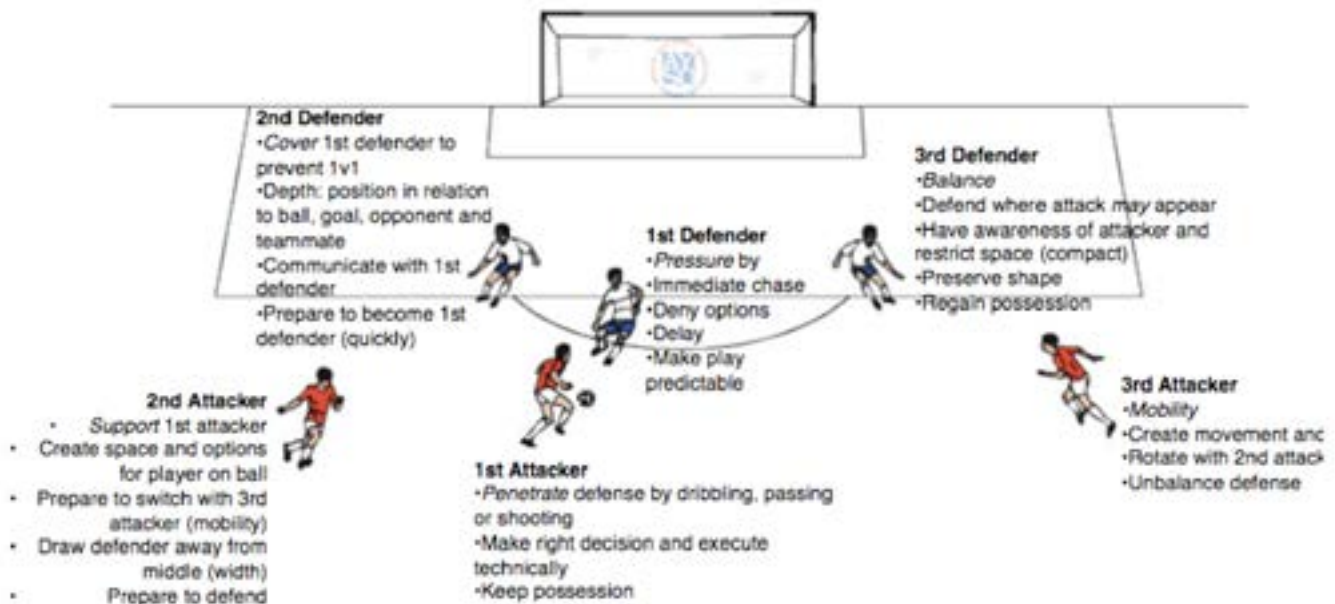 2nd Defender
•Cover 1st defender to
prevent 1v1
•Depth: position in relation
to ball, goal, opponent and
teammate
•Communicate with 1st
defender
•Prepare to become 1st
defender (quickly)
1st Defender
•Pressure by
•Immediate chase
•Deny options
•Delay
•Make play
predictable
3rd Defender
•Balance
•Defend where attack may appear
•Have awareness of attacker and
restrict space (compact)
•Preserve shape
•Regain possession
2nd Attacker
• Support 1st attacker
• Create space and options
for player on ball
• Prepare to switch with 3rd
attacker (mobility)
• Draw defender away from
middle (width)
• Prepare to defend
1st Attacker
•Penetrate defense by dribbling, passing
or shooting
•Make right decision and execute
technically
•Keep possession
3rd Attacker
•Mobility
•Create movement and
•Rotate with 2nd attack
•Unbalance defense